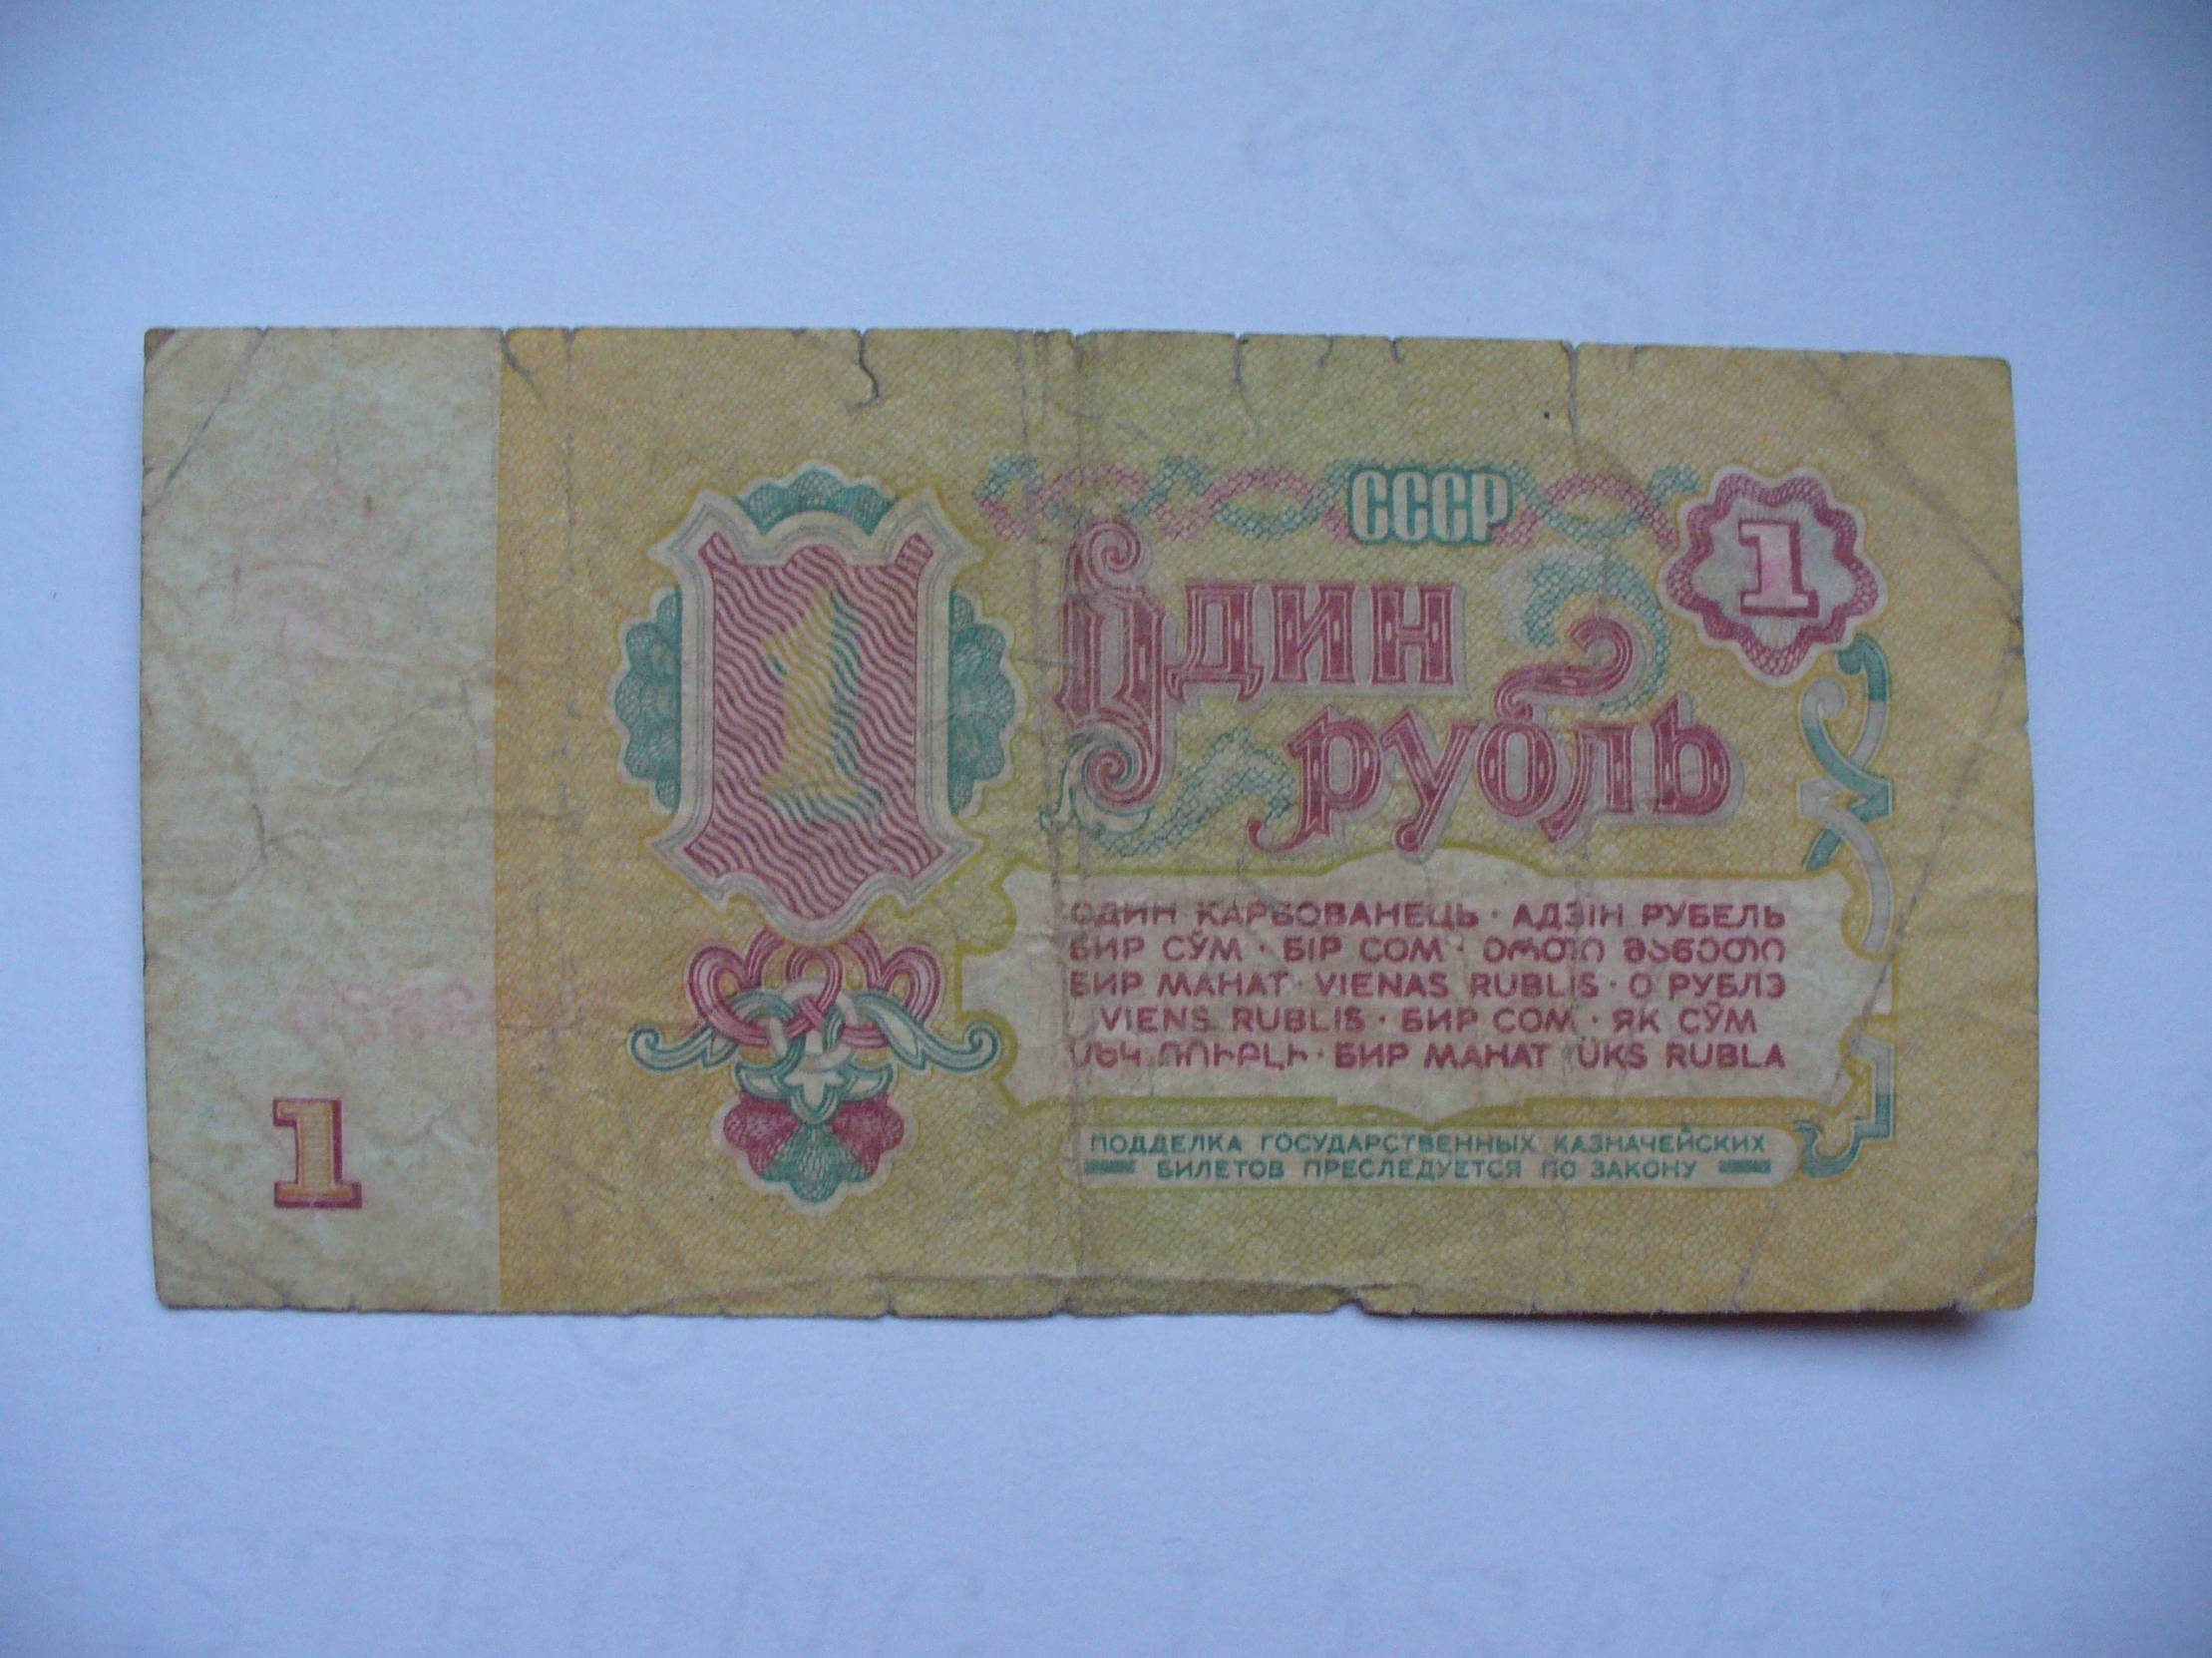 СССР
1
1
Один
рубль
ОДИН КАРБОВАНЕЦЬ · АДЗІН РУБЕЛЬ
БИР СЎМ · БІР СОМ · ერთი მანეთი
БИР МАНАТ · VIENAS RUBLIS · О РУБЛЭ
VIENS RUBLIS · БИР СОМ · ЯК СӮМ
ՄԵԿ ՌՈՒԲԼԻ · БИР МАНАТ ÜKS RUBLA
1
ПОДДЕЛКА ГОСУДАРСТВЕННЫХ КАЗНАЧЕЙСКИХ
БИЛЕТОВ ПРЕСЛЕДУЕТСЯ ПО ЗАКОНУ